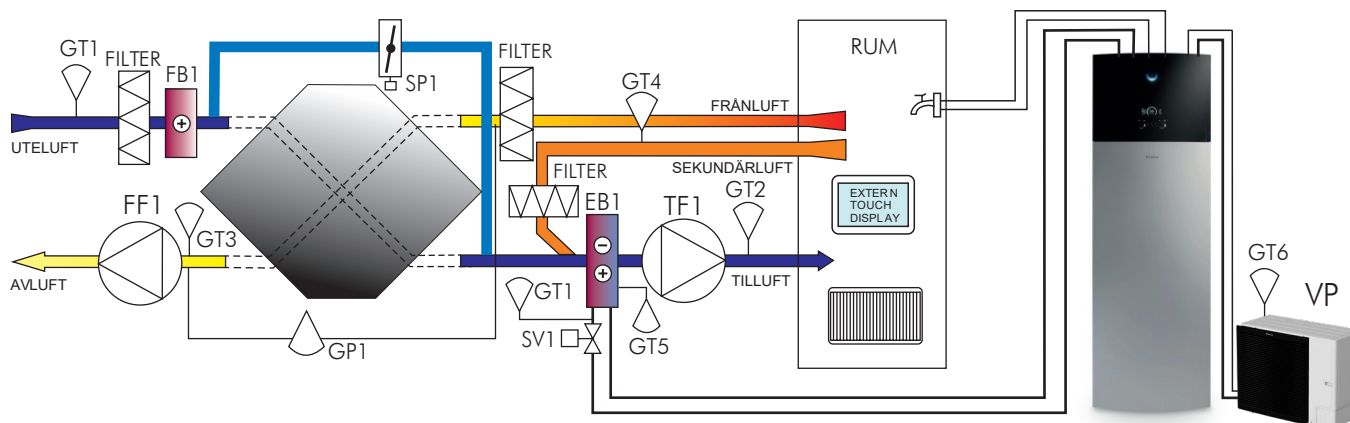 GT1
FILTER
FB1
UTELUFT
SP1
FILTER
GT4
FRÅNLUFT
SEKUNDÄRLUFT
RUM
FILTER
EB1
TF1
GT2
EXTERN
TOUCH
DISPLAY
FF1
GT3
AVLUFT
TILLUFT
GT1
SV1
GT5
GP1
GT6
VP